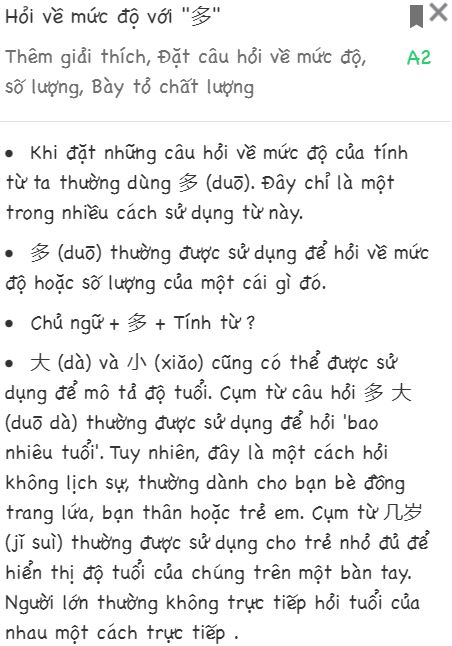 Hỏi về mức độ với "多"
Thêm giải thích, Đặt câu hỏi về mức độ, A2
số lượng, Bày tỏ chất lượng
• Khi đặt những câu hỏi về mức độ của tính
từ ta thường dùng 多 (duō). Đây chỉ là một
trong nhiều cách sử dụng từ này.
• 多 (duō) thường được sử dụng để hỏi về mức
độ hoặc số lượng của một cái gì đó.
• Chủ ngữ + 多 + Tính từ ?
• 大 (dà) và 小 (xiǎo) cũng có thể được sử
dụng để mô tả độ tuổi. Cụm từ câu hỏi 多 大
(duō dà) thường được sử dụng để hỏi 'bao
nhiêu tuổi'. Tuy nhiên, đây là một cách hỏi
không lịch sự, thường dành cho bạn bè đồng
trang lứa, bạn thân hoặc trẻ em. Cụm từ 几岁
(jǐ suì) thường được sử dụng cho trẻ nhỏ đủ để
hiển thị độ tuổi của chúng trên một bàn tay.
Người lớn thường không trực tiếp hỏi tuổi của
nhau một cách trực tiếp .